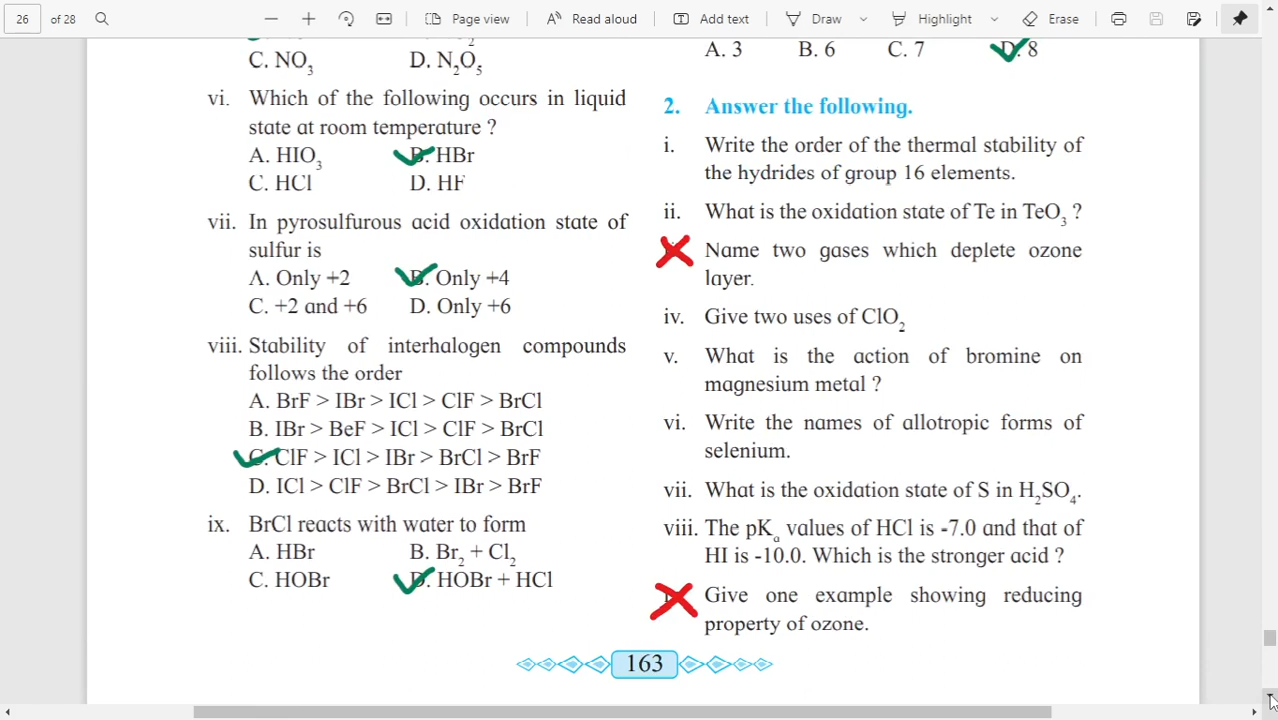 26 of 28 Page view Read aloud Add text Draw Highlight Erase
C. NO3 D. N2O5
vi. Which of the following occurs in liquid
state at room temperature ?
A. HIO3 B. HBr
C. HCl D. HF
vii. In pyrosulfurous acid oxidation state of
sulfur is
A. Only +2 B. Only +4
C. +2 and +6 D. Only +6
viii. Stability of interhalogen compounds
follows the order
A. BrF > IBr > ICl > ClF > BrCl
B. IBr > BeF > ICl > ClF > BrCl
C. ClF > ICl > IBr > BrCl > BrF
D. ICl > ClF > BrCl > IBr > BrF
ix. BrCl reacts with water to form
A. HBr B. Br2 + Cl2
C. HOBr D. HOBr + HCl
A. 3 B. 6 C. 7 D. 8
2. Answer the following.
i. Write the order of the thermal stability of
the hydrides of group 16 elements.
ii. What is the oxidation state of Te in TeO3 ?
Name two gases which deplete ozone
layer.
iv. Give two uses of ClO2
v. What is the action of bromine on
magnesium metal ?
vi. Write the names of allotropic forms of
selenium.
vii. What is the oxidation state of S in H2SO4.
viii. The pKa values of HCl is -7.0 and that of
HI is -10.0. Which is the stronger acid ?
Give one example showing reducing
property of ozone.
163